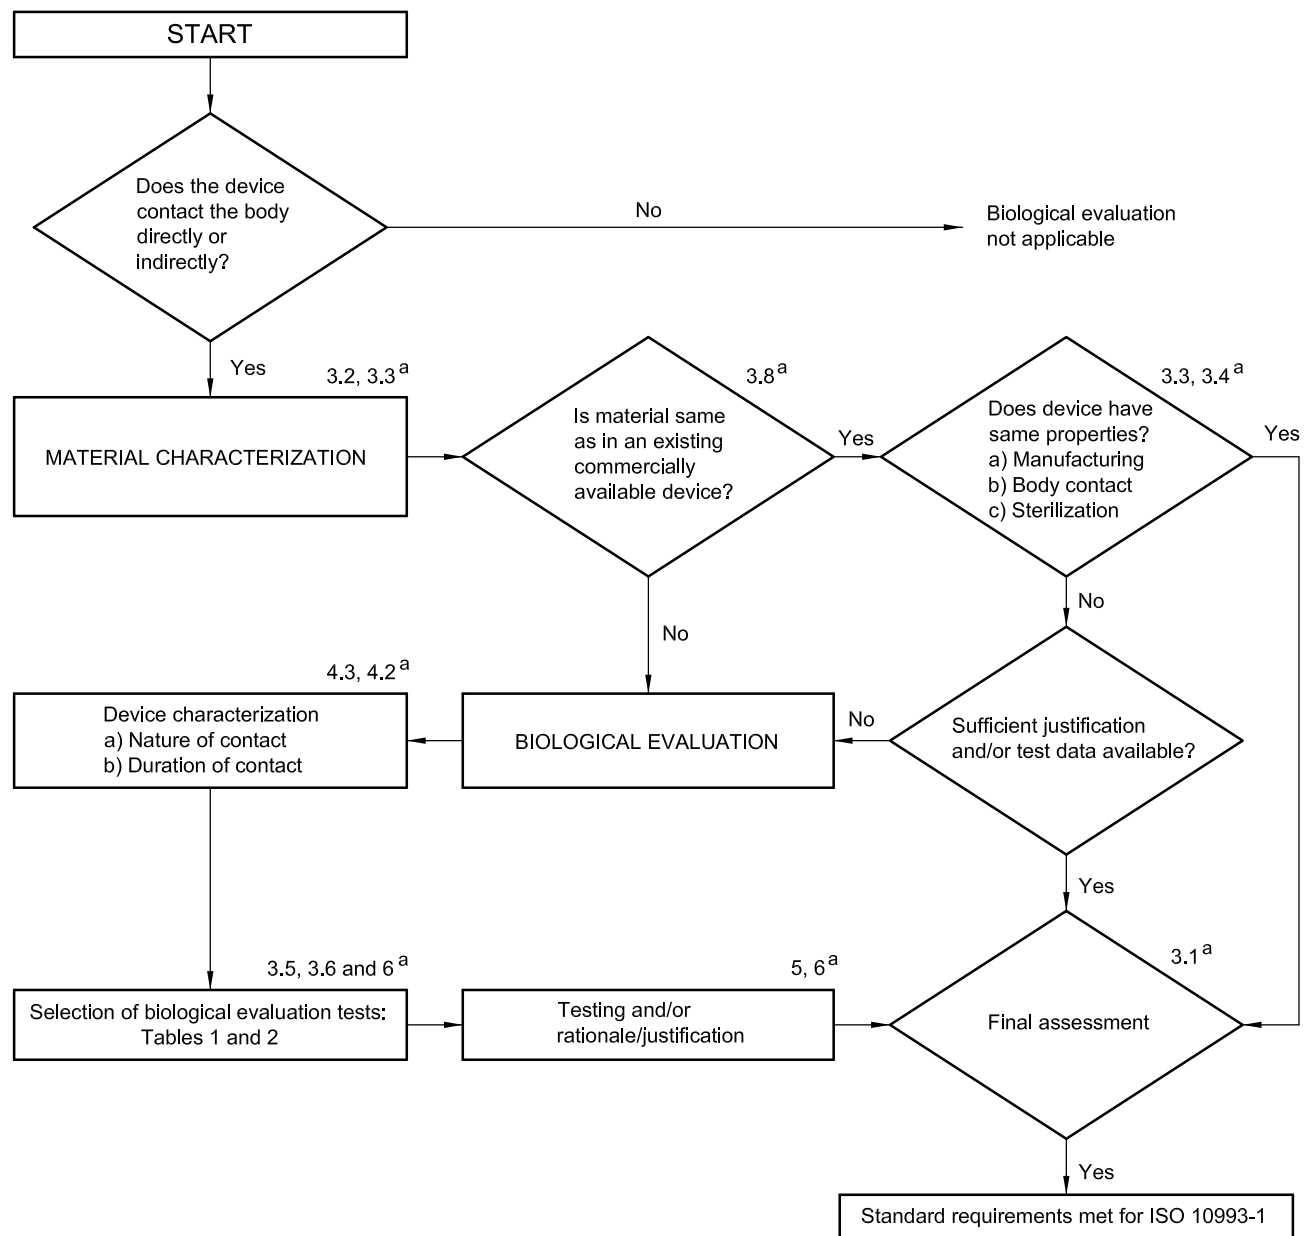 START
Does the device
contact the body
directly or
indirectly?
No
Biological evaluation
not applicable
Yes
3.2, 3.3 a
MATERIAL CHARACTERIZATION
3.8 a
Is material same
as in an existing
commercially
available device?
Yes
3.3, 3.4 a
Does device have
same properties?
a) Manufacturing
b) Body contact
c) Sterilization
Yes
No
No
4.3, 4.2 a
Device characterization
a) Nature of contact
b) Duration of contact
BIOLOGICAL EVALUATION
No
Sufficient justification
and/or test data available?
Yes
3.5, 3.6 and 6 a
Selection of biological evaluation tests:
Tables 1 and 2
5, 6 a
Testing and/or
rationale/justification
3.1 a
Final assessment
Yes
Standard requirements met for ISO 10993-1